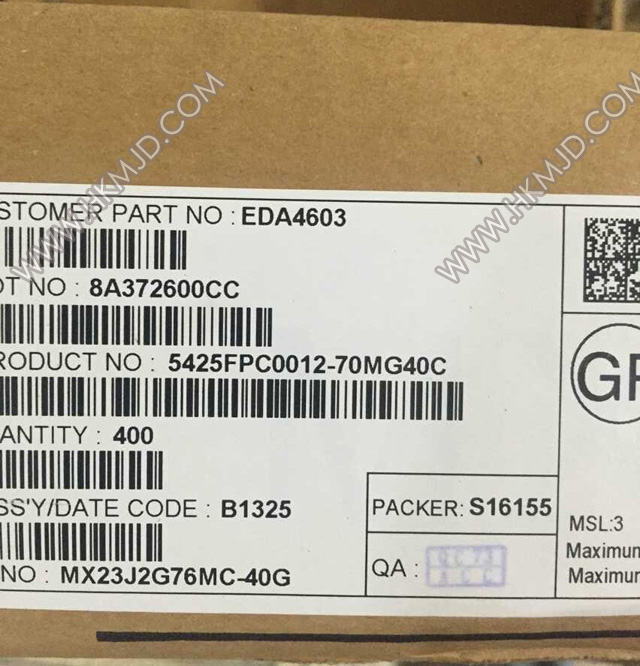 WWW.HKMJD.COM
WWW.HKMJD.COM
STOMER PART NO : EDA4603
OT NO : 8A372600CC
RODUCT NO : 5425FPC0012-70MG40C
ANTITY : 400
SS'Y/DATE CODE : B1325
PACKER: S16155
NO : MX23J2G76MC-40G
QA :
GP
MSL:3
Maximum
Maximum